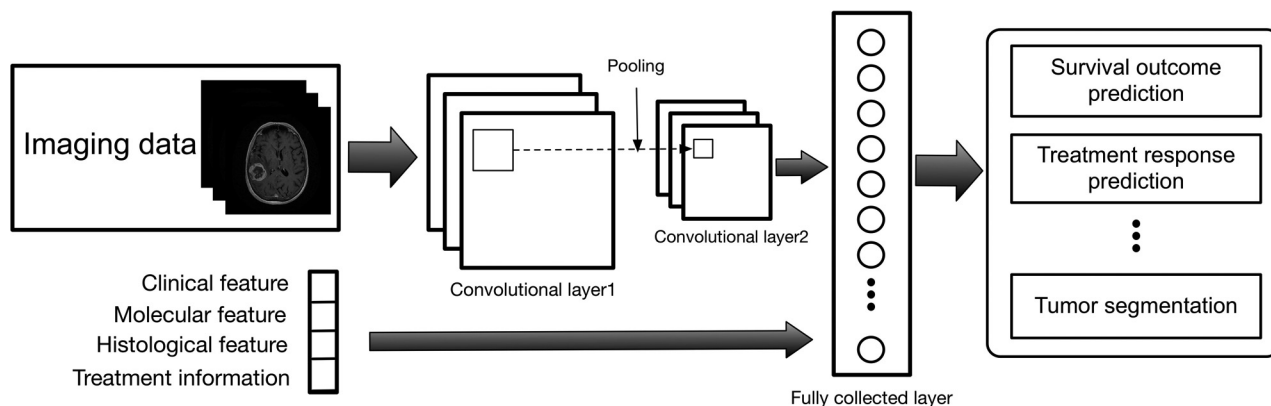 Imaging data
Clinical feature
Molecular feature
Histological feature
Treatment information
Pooling
Convolutional layer1
Convolutional layer2
Fully collected layer
Survival outcome
prediction
Treatment response
prediction
Tumor segmentation